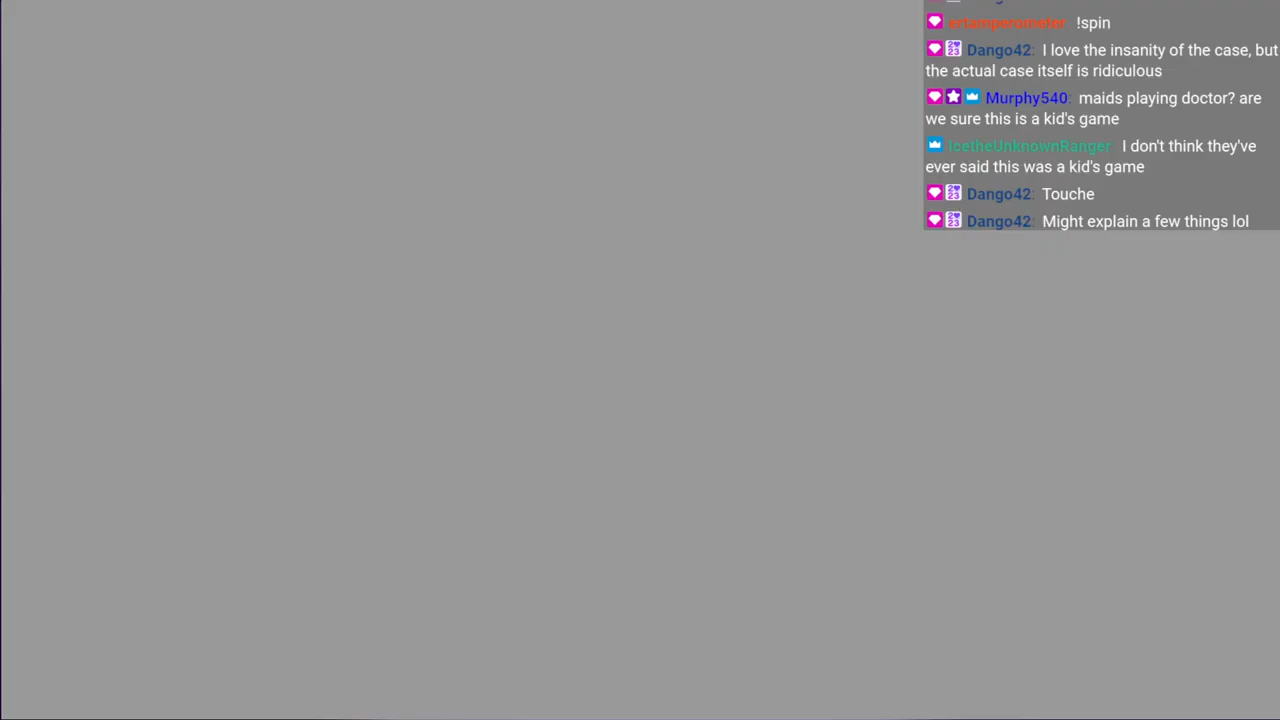 ertampwrometer !spin
Dango42: I love the insanity of the case, but
the actual case itself is ridiculous
Murphy540: maids playing doctor? are
we sure this is a kid's game
IcetheUnknownRanger I don't think they've
ever said this was a kid's game
Dango42: Touche
Dango42: Might explain a few things lol